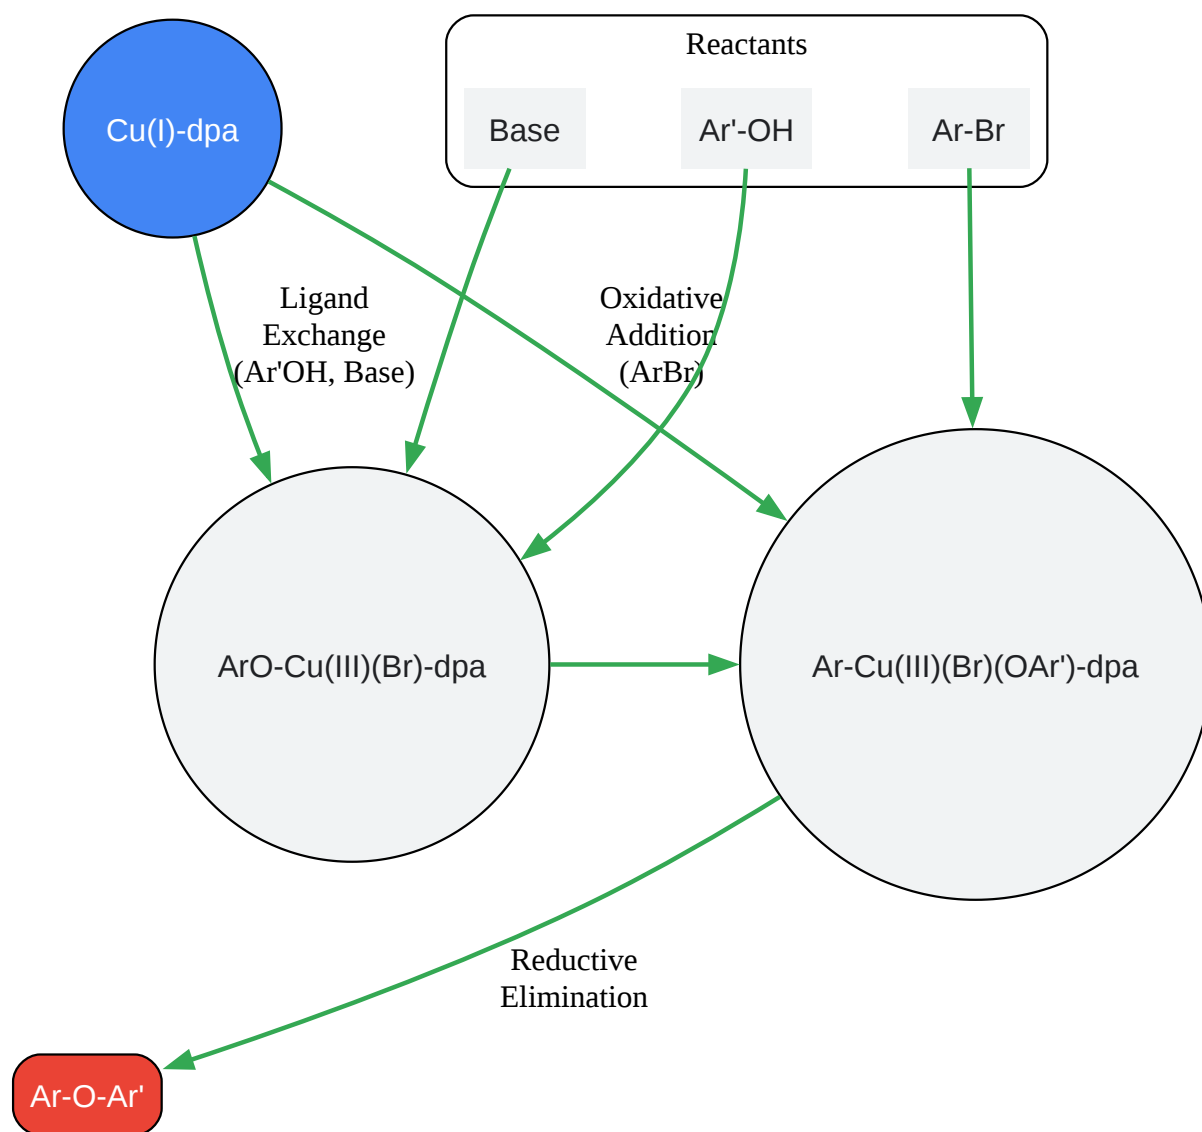 Reactants
Cu(I)-dpa
Base
Ar'-OH
Ar-Br
Ligand
Exchange
(Ar'OH, Base)
Oxidative
Addition
(ArBr)
ArO-Cu(III)(Br)-dpa
Ar-Cu(III)(Br)(OAr')-dpa
Reductive
Elimination
Ar-O-Ar'